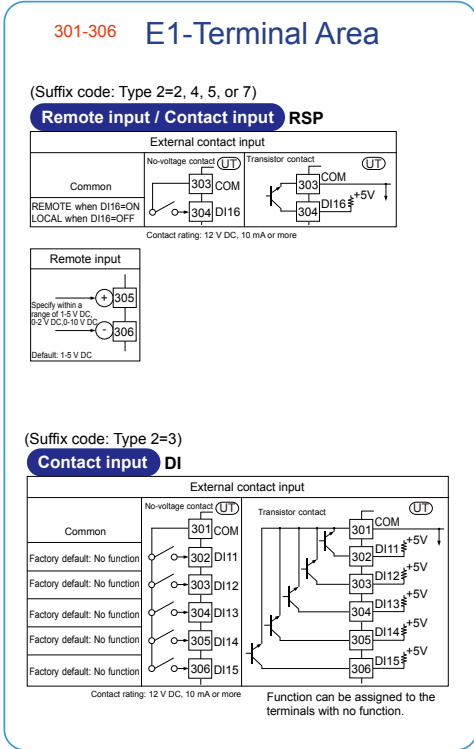 301-306 E1-Terminal Area
(Suffix code: Type 2=2, 4, 5, or 7)
Remote input / Contact input RSP
External contact input
No-voltage contact UT Transistor contact UT
Common 303 COM 303 COM
REMOTE when DI16=ON
LOCAL when DI16=OFF
304 DI16 304 DI16 +5V
Contact rating: 12 V DC, 10 mA or more
Remote input
+ 305
Specify within a
range of 1-5 V DC,
0-2 V DC,0-10 V DC
- 306
Default: 1-5 V DC
(Suffix code: Type 2=3)
Contact input DI
External contact input
No-voltage contact UT Transistor contact UT
Common 301 COM 301 COM
Factory default: No function 302 DI11 302 DI11 +5V
Factory default: No function 303 DI12 303 DI12 +5V
Factory default: No function 304 DI13 304 DI13 +5V
Factory default: No function 305 DI14 305 DI14 +5V
Factory default: No function 306 DI15 306 DI15 +5V
Contact rating: 12 V DC, 10 mA or more
Function can be assigned to the
terminals with no function.